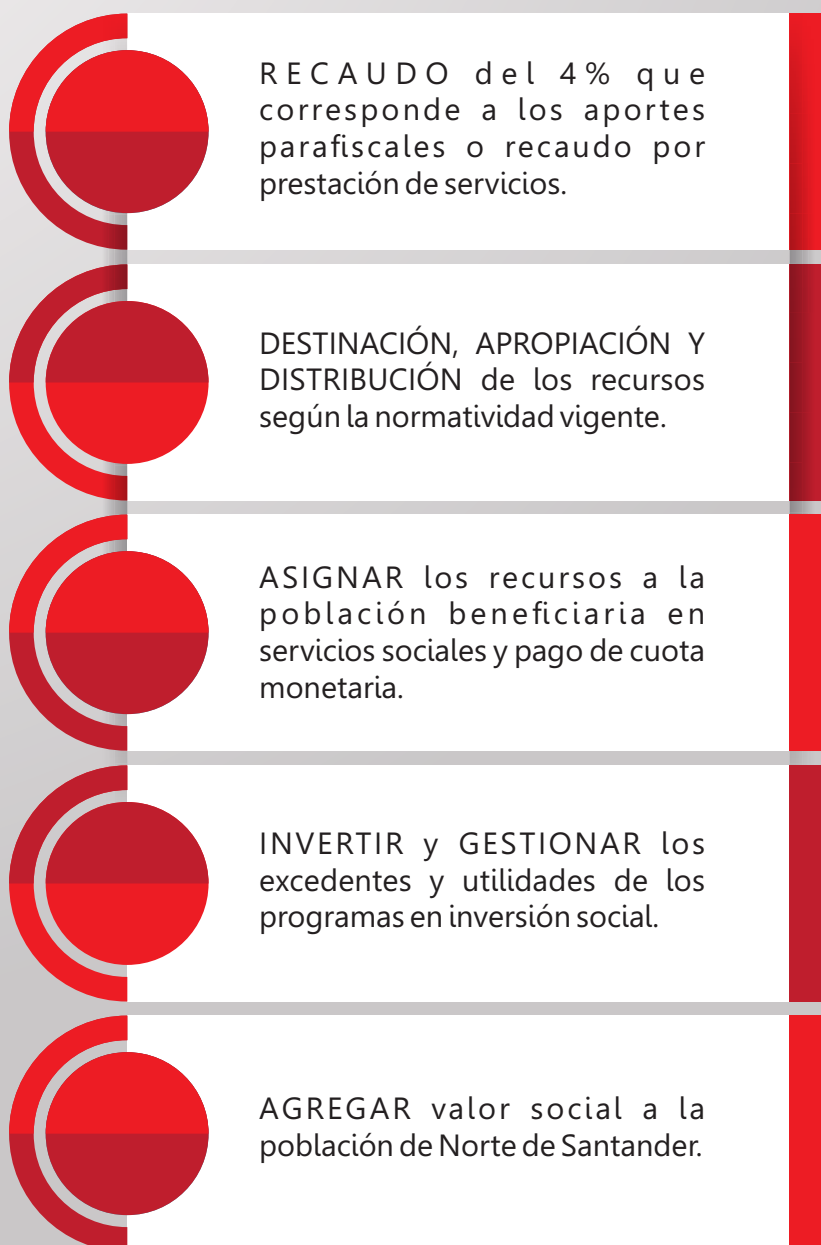 RECAUDO del 4% que
corresponde a los aportes
parafiscales o recaudo por
prestación de servicios.
DESTINACIÓN, APROPIACIÓN Y
DISTRIBUCIÓN de los recursos
según la normatividad vigente.
ASIGNAR los recursos a la
población beneficiaria en
servicios sociales y pago de cuota
monetaria.
INVERTIR y GESTIONAR los
excedentes y utilidades de los
programas en inversión social.
AGREGAR valor social a la
población de Norte de Santander.